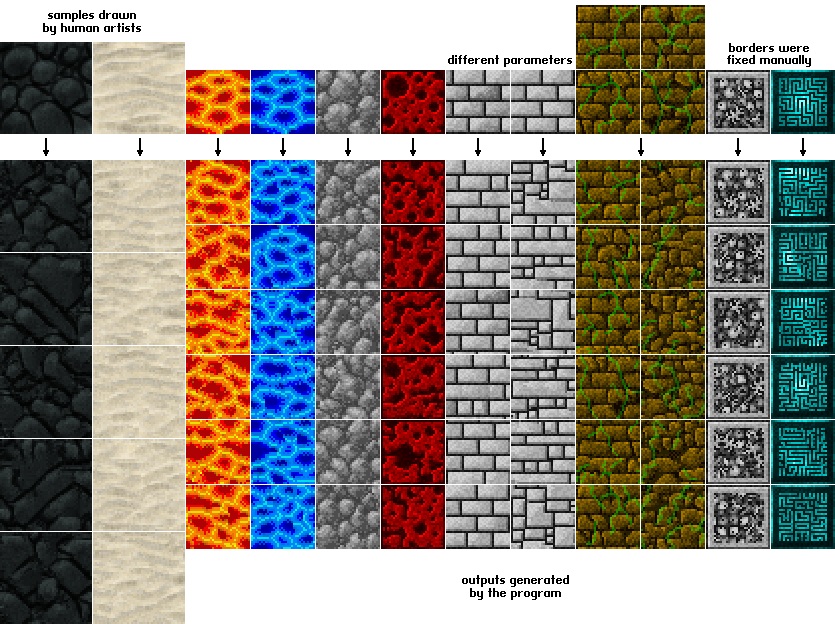 samples drawn
by human artists
different parameters
borders were
fixed manually
outputs generated
by the program